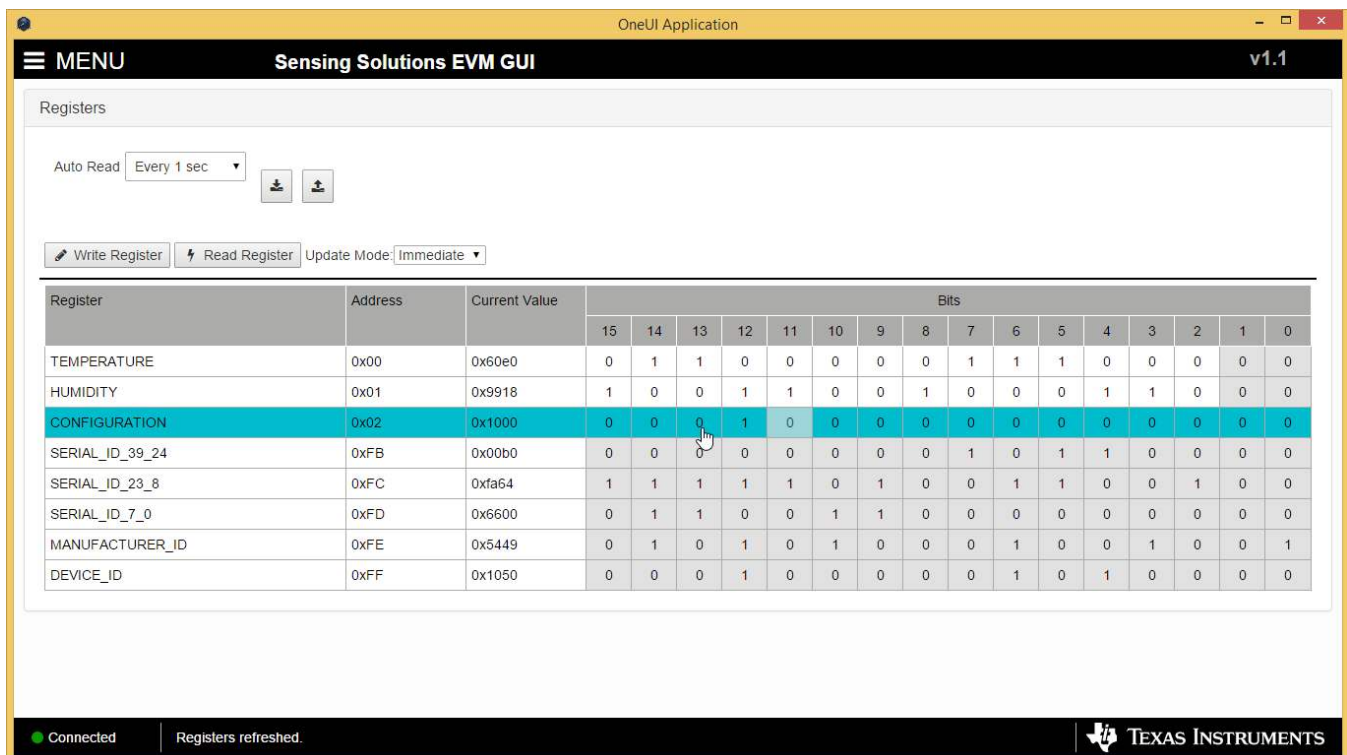 OneUI Application
MENU Sensing Solutions EVM GUI v1.1
Registers
Auto Read Every 1 sec
Write Register Read Register Update Mode: Immediate
Register Address Current Value Bits
15 14 13 12 11 10 9 8 7 6 5 4 3 2 1 0
TEMPERATURE 0x00 0x60e0 0 1 1 0 0 0 0 0 1 1 1 0 0 0 0 0
HUMIDITY 0x01 0x9918 1 0 0 1 1 0 0 1 0 0 0 1 1 0 0 0
CONFIGURATION 0x02 0x1000 0 0 0 1 0 0 0 0 0 0 0 0 0 0 0 0
SERIAL_ID_39_24 0xFB 0x00b0 0 0 0 0 0 0 0 0 1 0 1 1 0 0 0 0
SERIAL_ID_23_8 0xFC 0xfa64 1 1 1 1 1 0 1 0 0 1 1 0 0 1 0 0
SERIAL_ID_7_0 0xFD 0x6600 0 1 1 0 0 1 1 0 0 0 0 0 0 0 0 0
MANUFACTURER_ID 0xFE 0x5449 0 1 0 1 0 1 0 0 0 1 0 0 1 0 0 1
DEVICE_ID 0xFF 0x1050 0 0 0 1 0 0 0 0 0 1 0 1 0 0 0 0
Connected Registers refreshed. TEXAS INSTRUMENTS